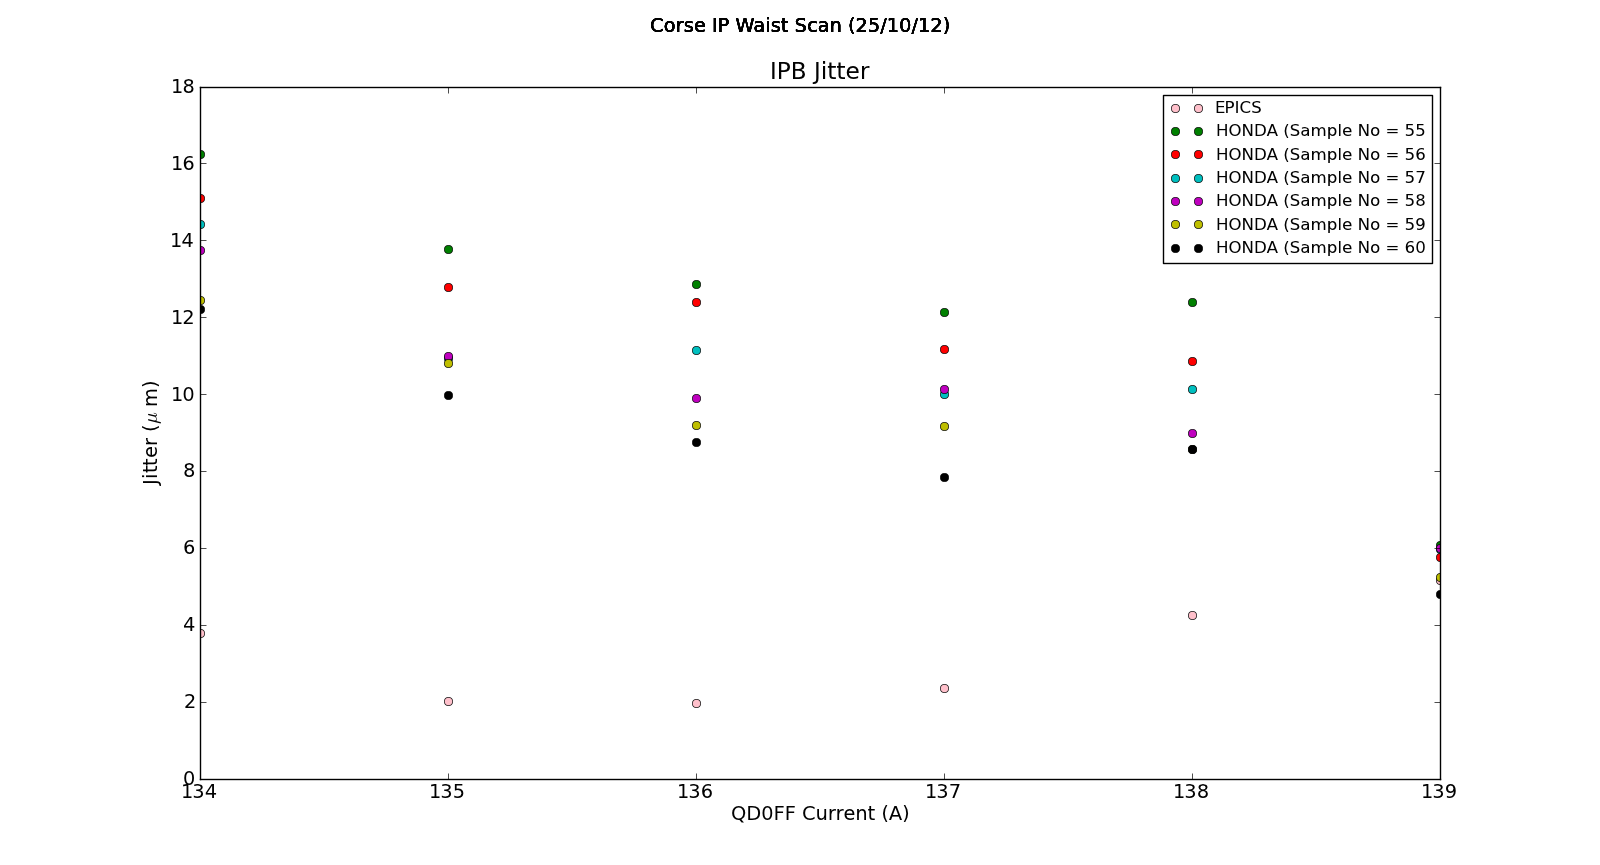 Corse IP Waist Scan (25/10/12)
IPB Jitter
18
16
14
12
10
8
6
4
2
0
Jitter (μ m)
134 135 136 137 138 139
QD0FF Current (A)
EPICS
HONDA (Sample No = 55
HONDA (Sample No = 56
HONDA (Sample No = 57
HONDA (Sample No = 58
HONDA (Sample No = 59
HONDA (Sample No = 60